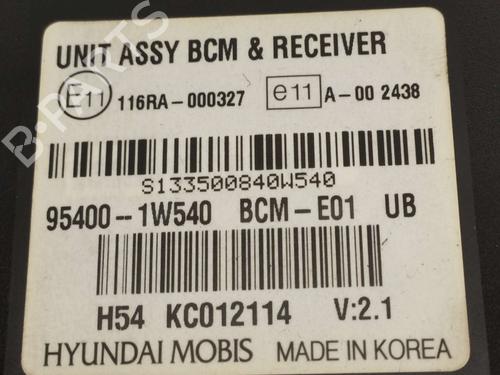 UNIT ASSY BCM & RECEIVER
E11 116RA-000327 e11 A-00 2438
S133500840W540
95400-1W540 BCM-E01 UB
H54 KC012114 V:2.1
HYUNDAI MOBIS MADE IN KOREA
B-PARTS